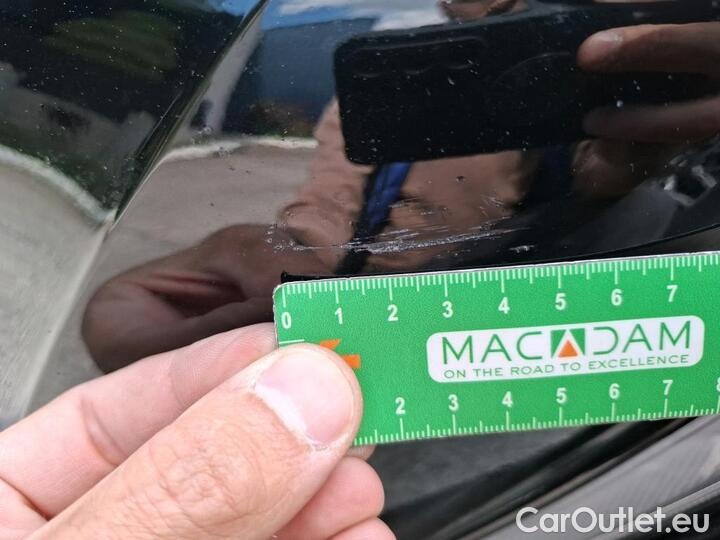 0 1 2 3 4 5 6 7
MACADAM
ON THE ROAD TO EXCELLENCE
2 3 4 5 6 7 8
CarOutlet.eu